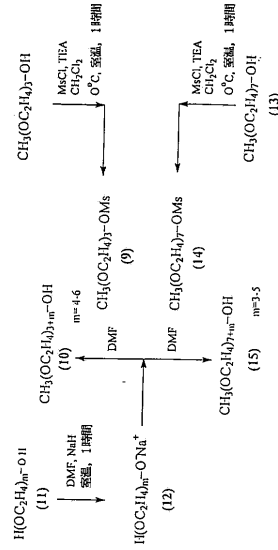 H(OC₂H₄)m-OH
(11)
DMF, NaH
室温, 1時間
H(OC₂H₄)m-O⁻Na⁺
(12)
CH₃(OC₂H₄)₃₊m-OH
(10)
m= 4-6
DMF
DMF
CH₃(OC₂H₄)₇₊m-OH
(15)
m=3-5
CH₃(OC₂H₄)₃-OMs
(9)
CH₃(OC₂H₄)₇-OMs
(14)
CH₃(OC₂H₄)₃-OH
MsCl, TEA
CH₂Cl₂
0°C, 室温, 1時間
MsCl, TEA
CH₂Cl₂
0°C, 室温, 1時間
CH₃(OC₂H₄)₇-OH
(13)